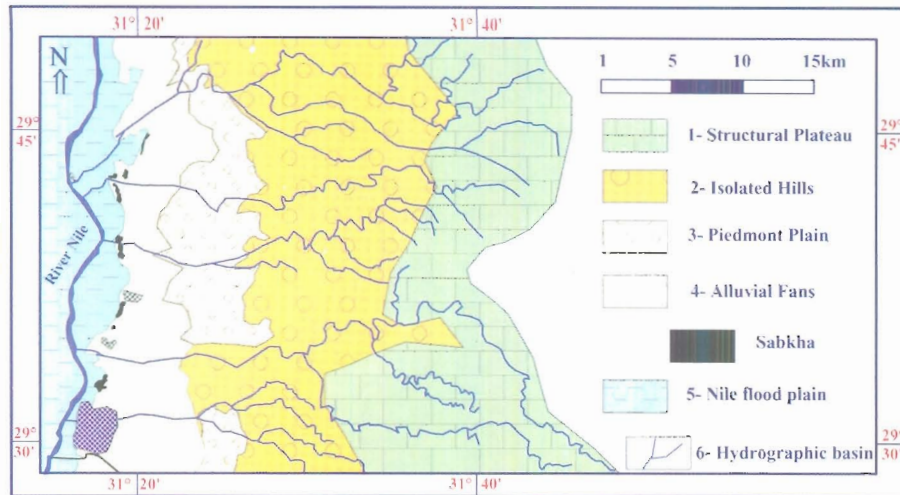 31° 20'
31° 40'
N
29°
45'
River Nile
29°
30'
31° 20'
31° 40'
1 5 10 15km
29°
45'
1- Structural Plateau
2- Isolated Hills
3- Piedmont Plain
4- Alluvial Fans
Sabkha
5- Nile flood plain
6- Hydrographic basin
29°
30'